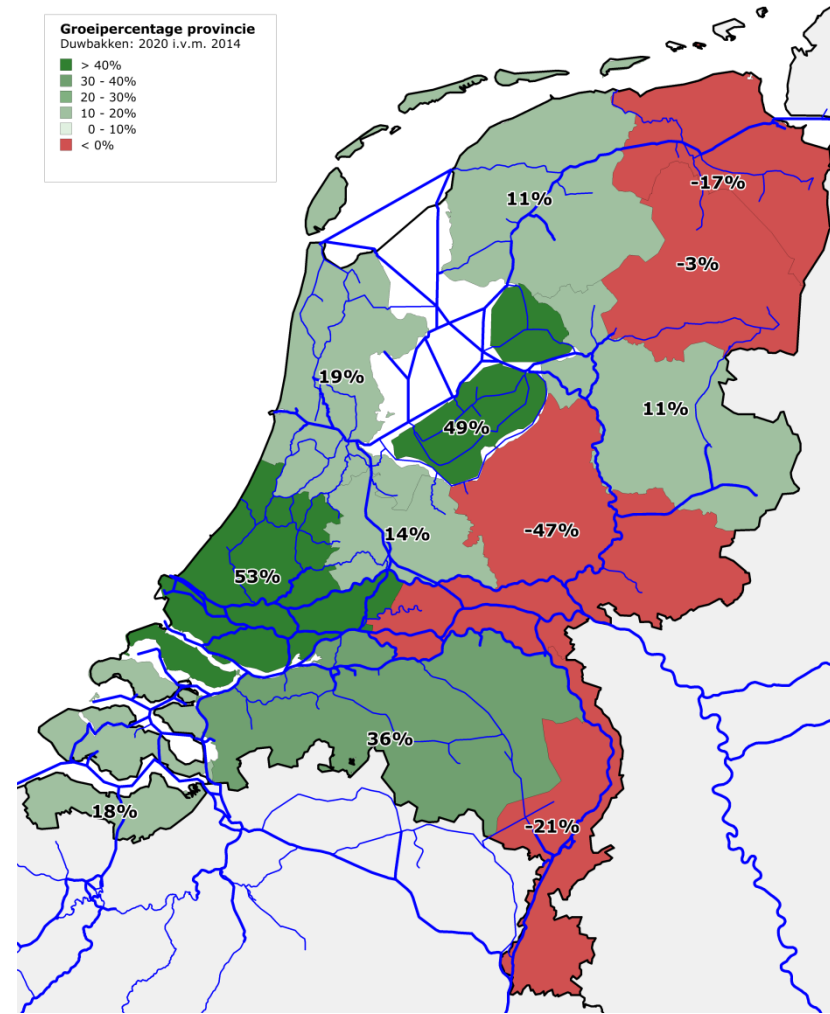 Groeipercentage provincie
Duwbakken: 2020 i.v.m. 2014
> 40%
30 - 40%
20 - 30%
10 - 20%
0 - 10%
< 0%
-17%
11%
-3%
19%
11%
49%
-47%
14%
53%
36%
18%
-21%